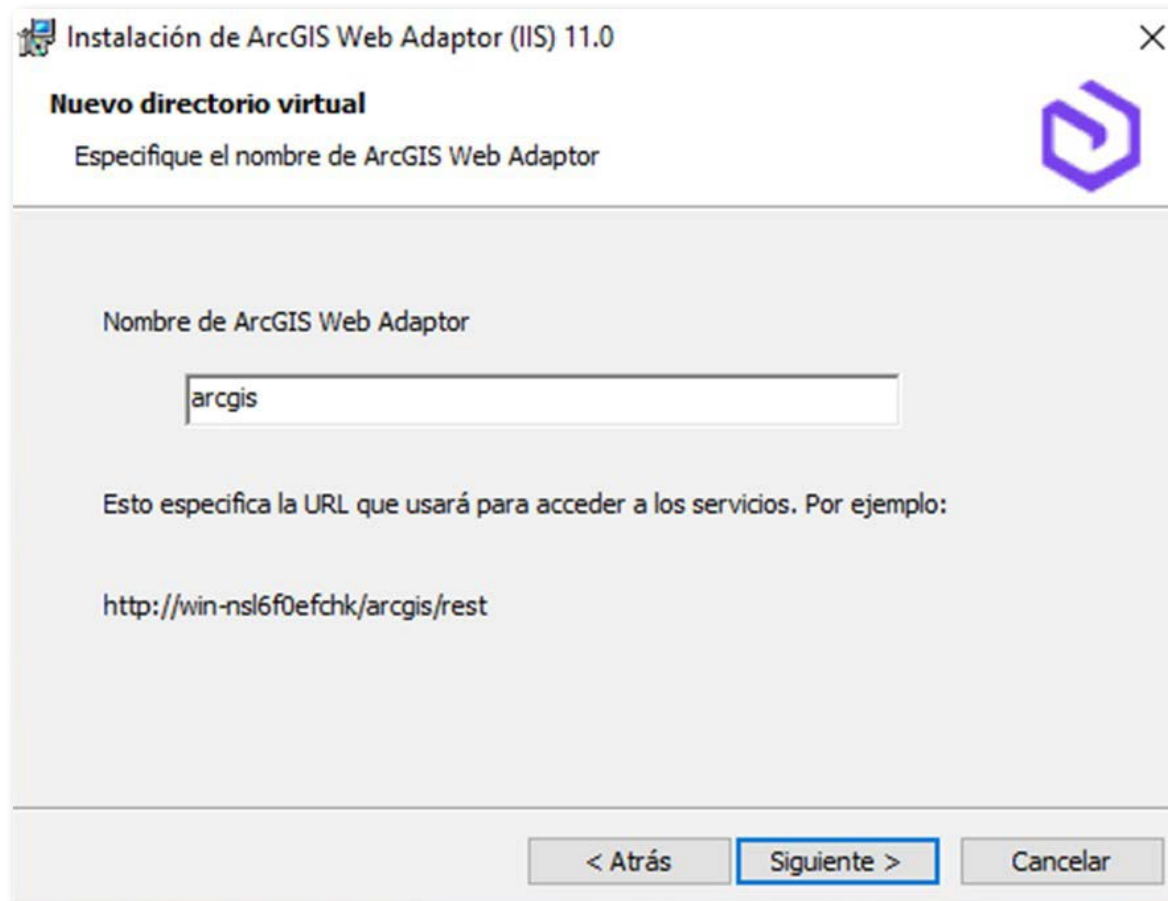 Instalación de ArcGIS Web Adaptor (IIS) 11.0
Nuevo directorio virtual
Especifique el nombre de ArcGIS Web Adaptor
Nombre de ArcGIS Web Adaptor
arcgis
Esto especifica la URL que usará para acceder a los servicios. Por ejemplo:
http://win-nsl6f0efchk/arcgis/rest
< Atrás
Siguiente >
Cancelar